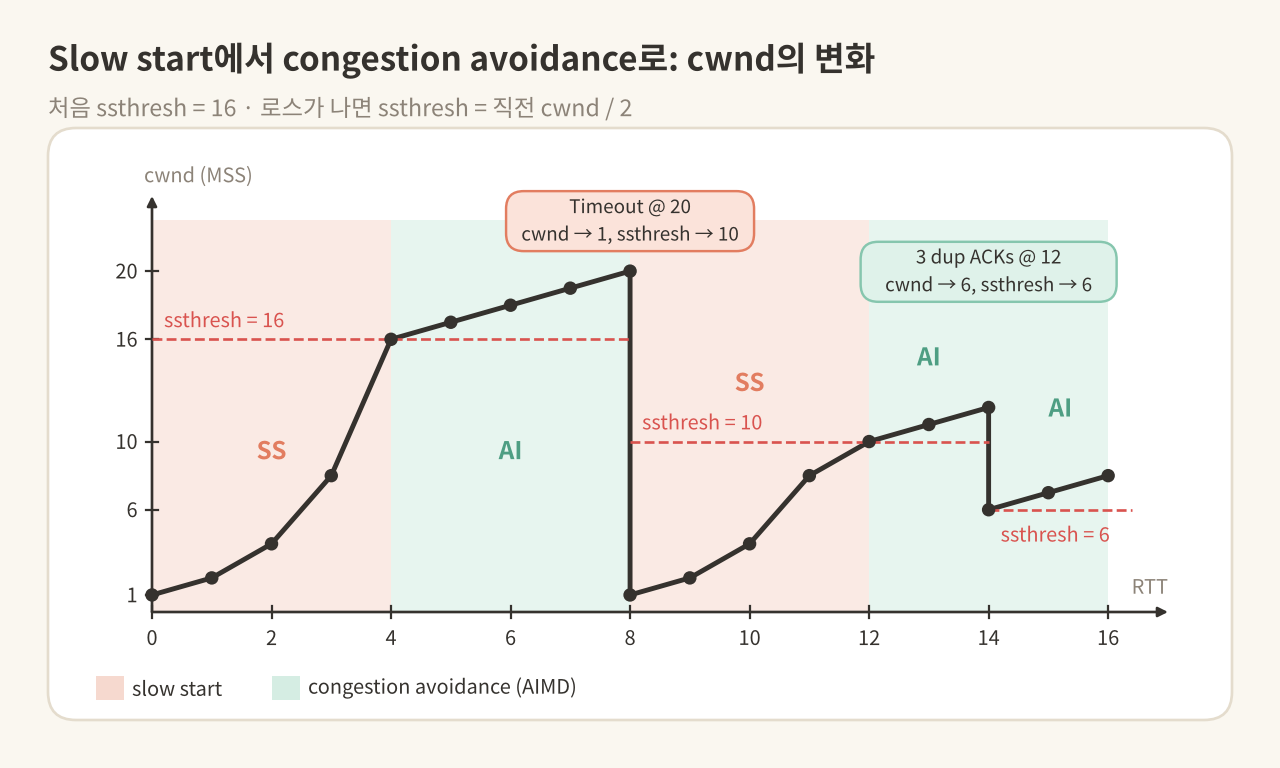 Slow start에서 congestion avoidance로: cwnd의 변화
처음 ssthresh = 16 · 로스가 나면 ssthresh = 직전 cwnd / 2
cwnd (MSS)
Timeout @ 20
cwnd → 1, ssthresh → 10
3 dup ACKs @ 12
cwnd → 6, ssthresh → 6
20
ssthresh = 16
16
AI
SS
AI
ssthresh = 10
10
SS
AI
6
ssthresh = 6
RTT
1
0 2 4 6 8 10 12 14 16
slow start
congestion avoidance (AIMD)